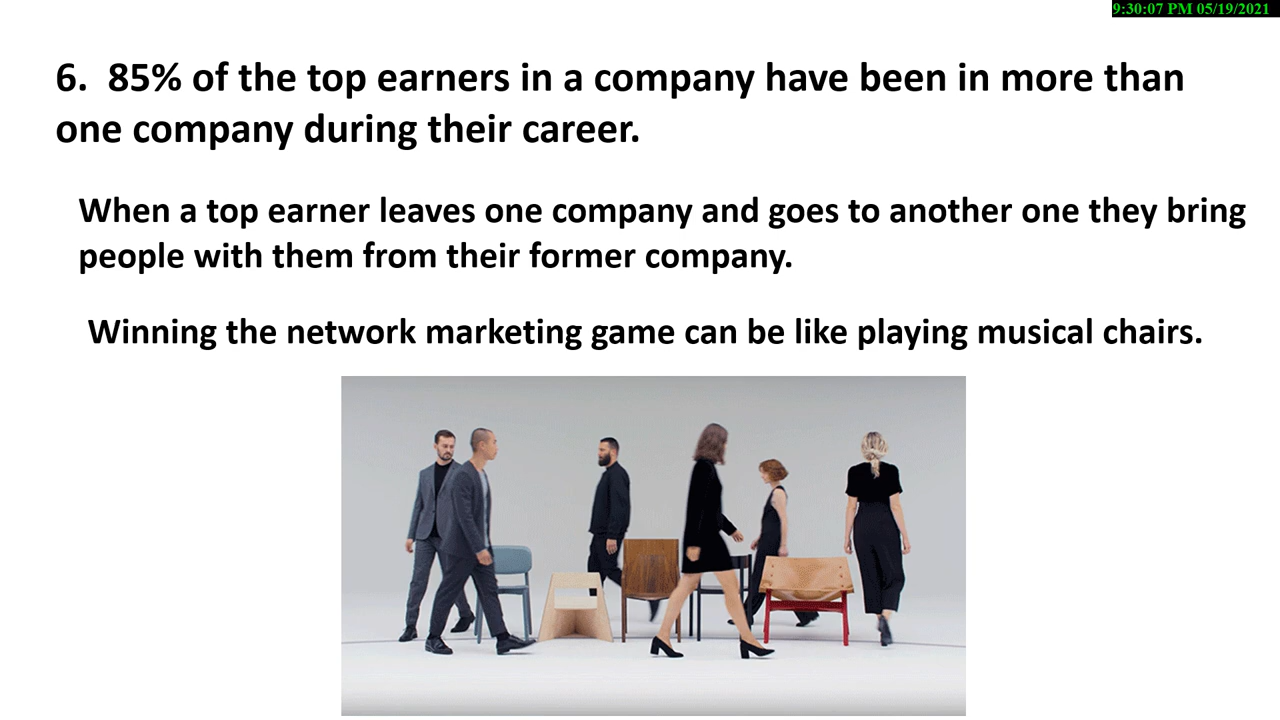 9:30:07 PM 05/19/2021
6. 85% of the top earners in a company have been in more than
one company during their career.
When a top earner leaves one company and goes to another one they bring
people with them from their former company.
Winning the network marketing game can be like playing musical chairs.